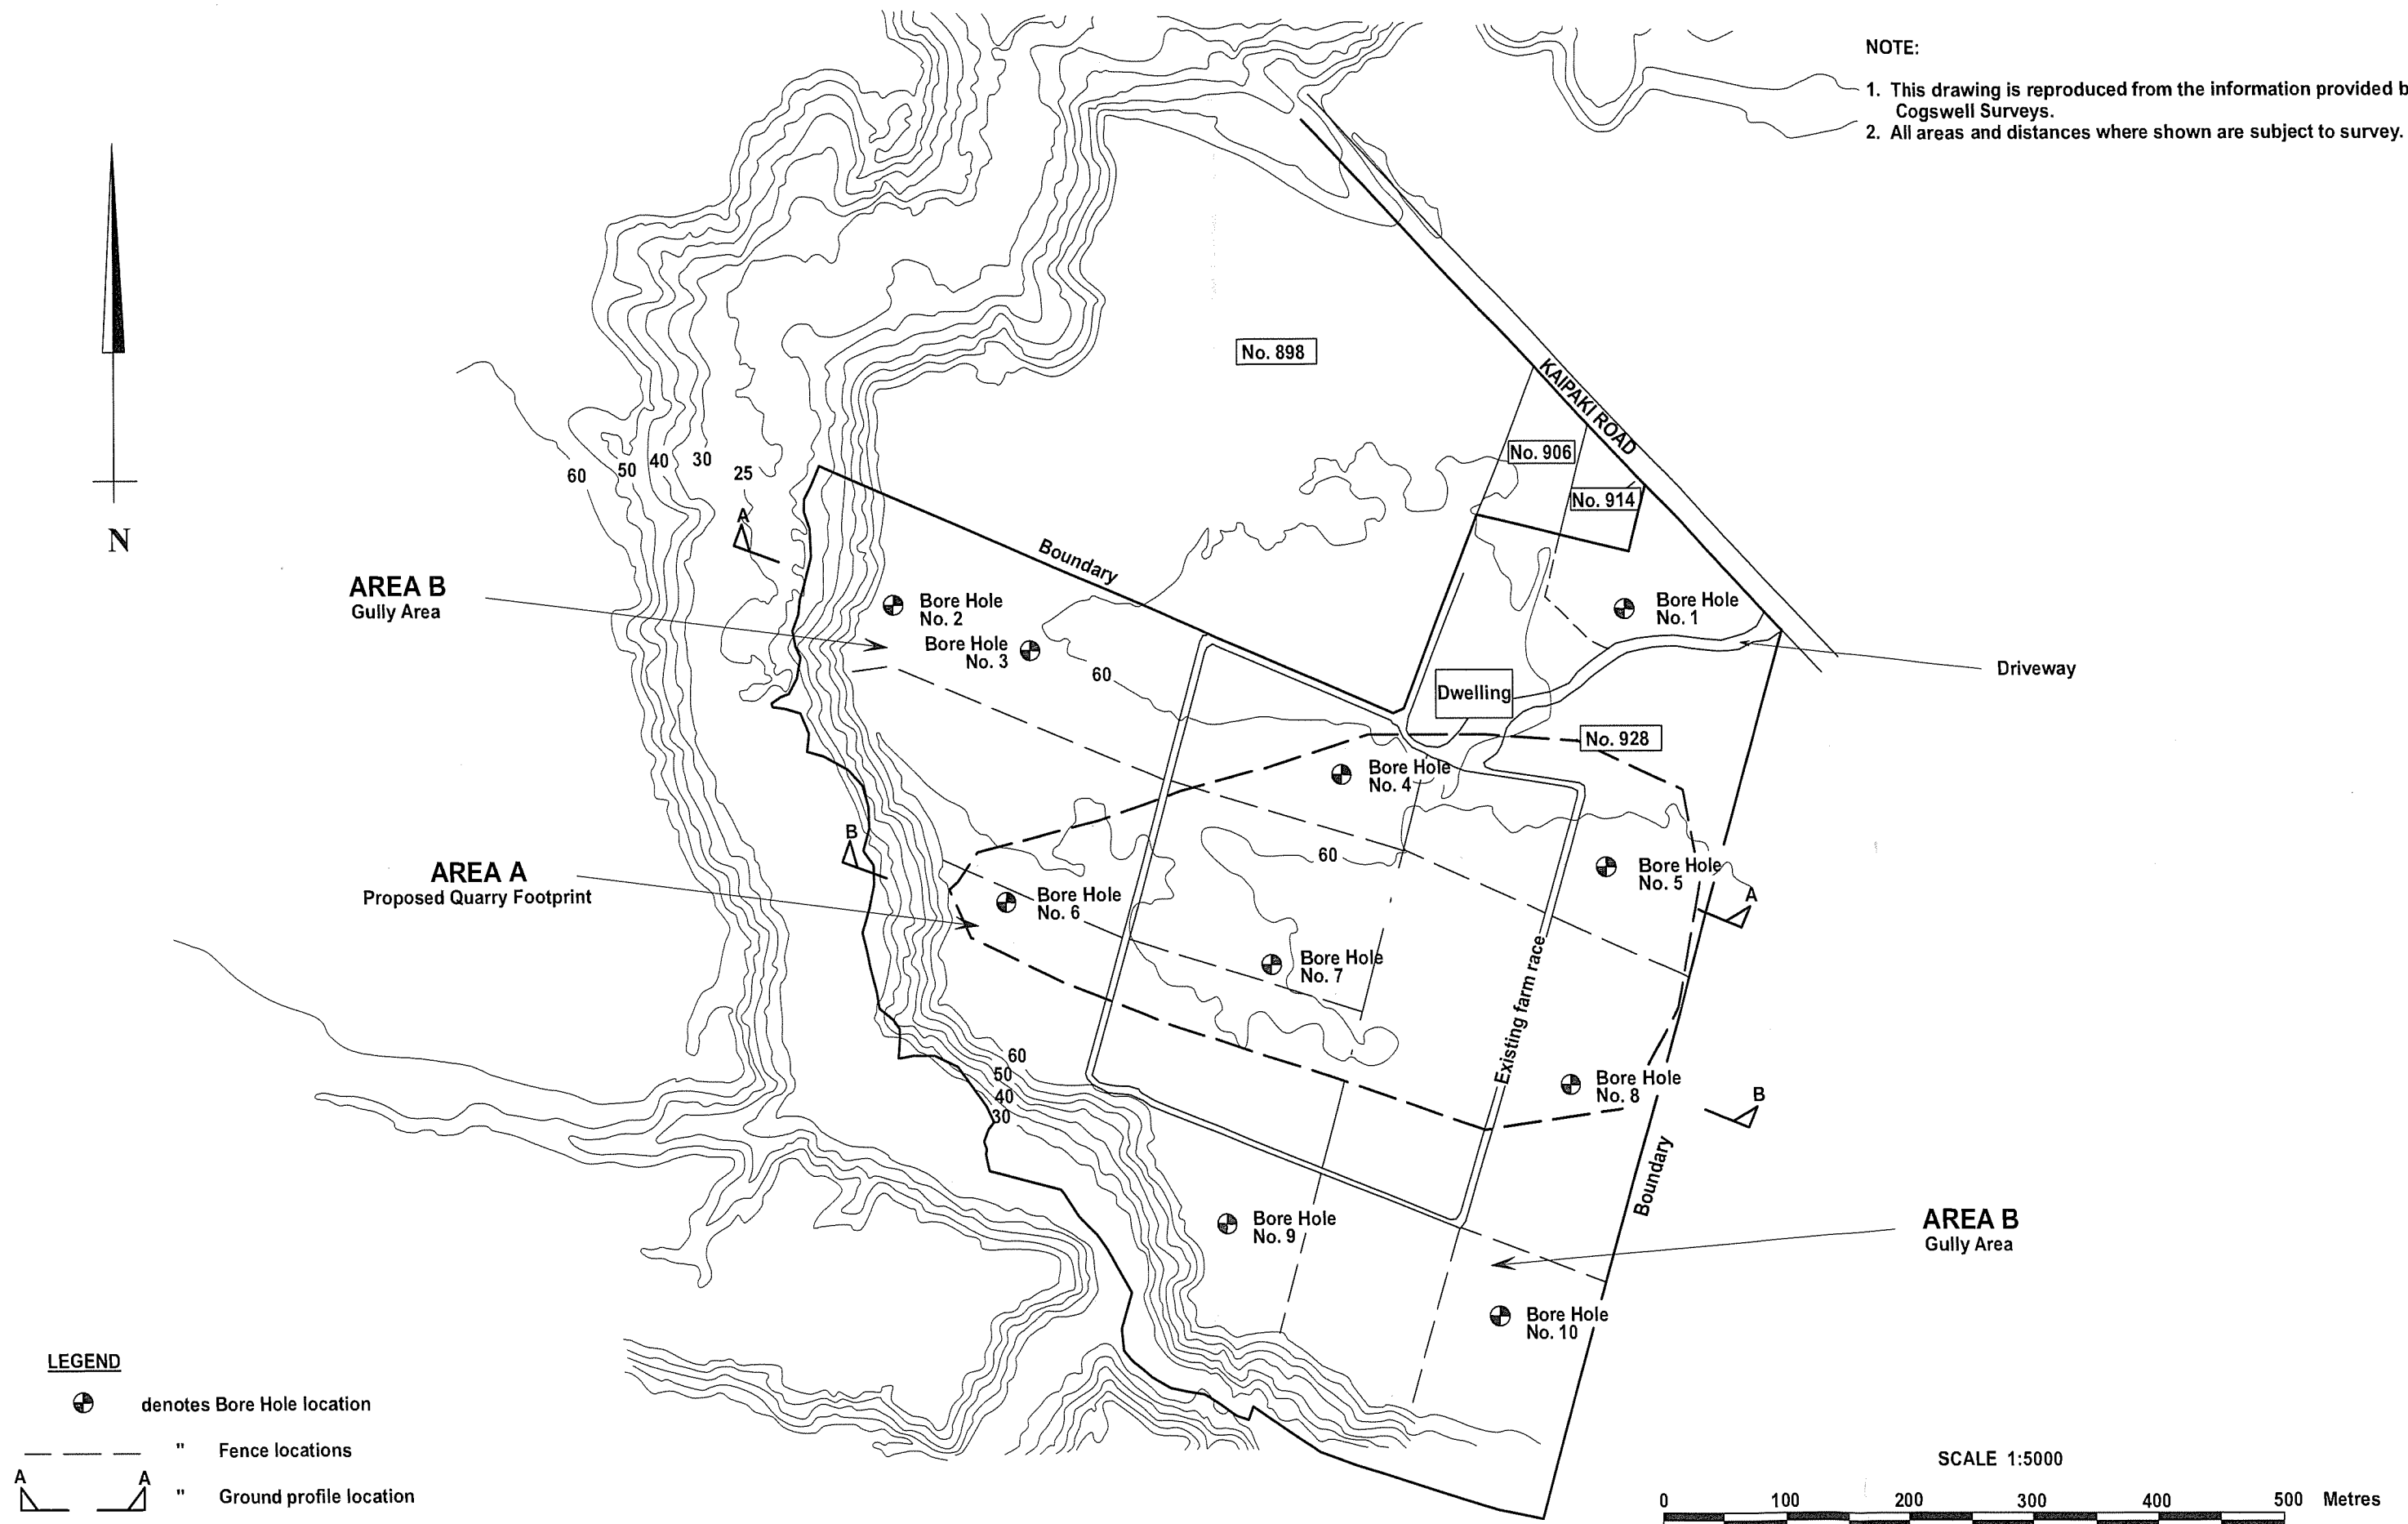 NOTE:
1. This drawing is reproduced from the information provided b
Cogswell Surveys.
2. All areas and distances where shown are subject to survey.
No. 898
KAIPAKI ROAD
No. 906
No. 914
60
50
40
30
25
A
N
Boundary
AREA B
Gully Area
Bore Hole
No. 2
Bore Hole
No. 3
Bore Hole
No. 1
60
Dwelling
Driveway
No. 928
Bore Hole
No. 4
B
60
AREA A
Proposed Quarry Footprint
Bore Hole
No. 5
A
Bore Hole
No. 6
Bore Hole
No. 7
Existing farm race
60
50
40
30
Bore Hole
No. 8
B
Boundary
Bore Hole
No. 9
AREA B
Gully Area
Bore Hole
No. 10
LEGEND
denotes Bore Hole location
" Fence locations
A A
" Ground profile location
SCALE 1:5000
0 100 200 300 400 500 Metres